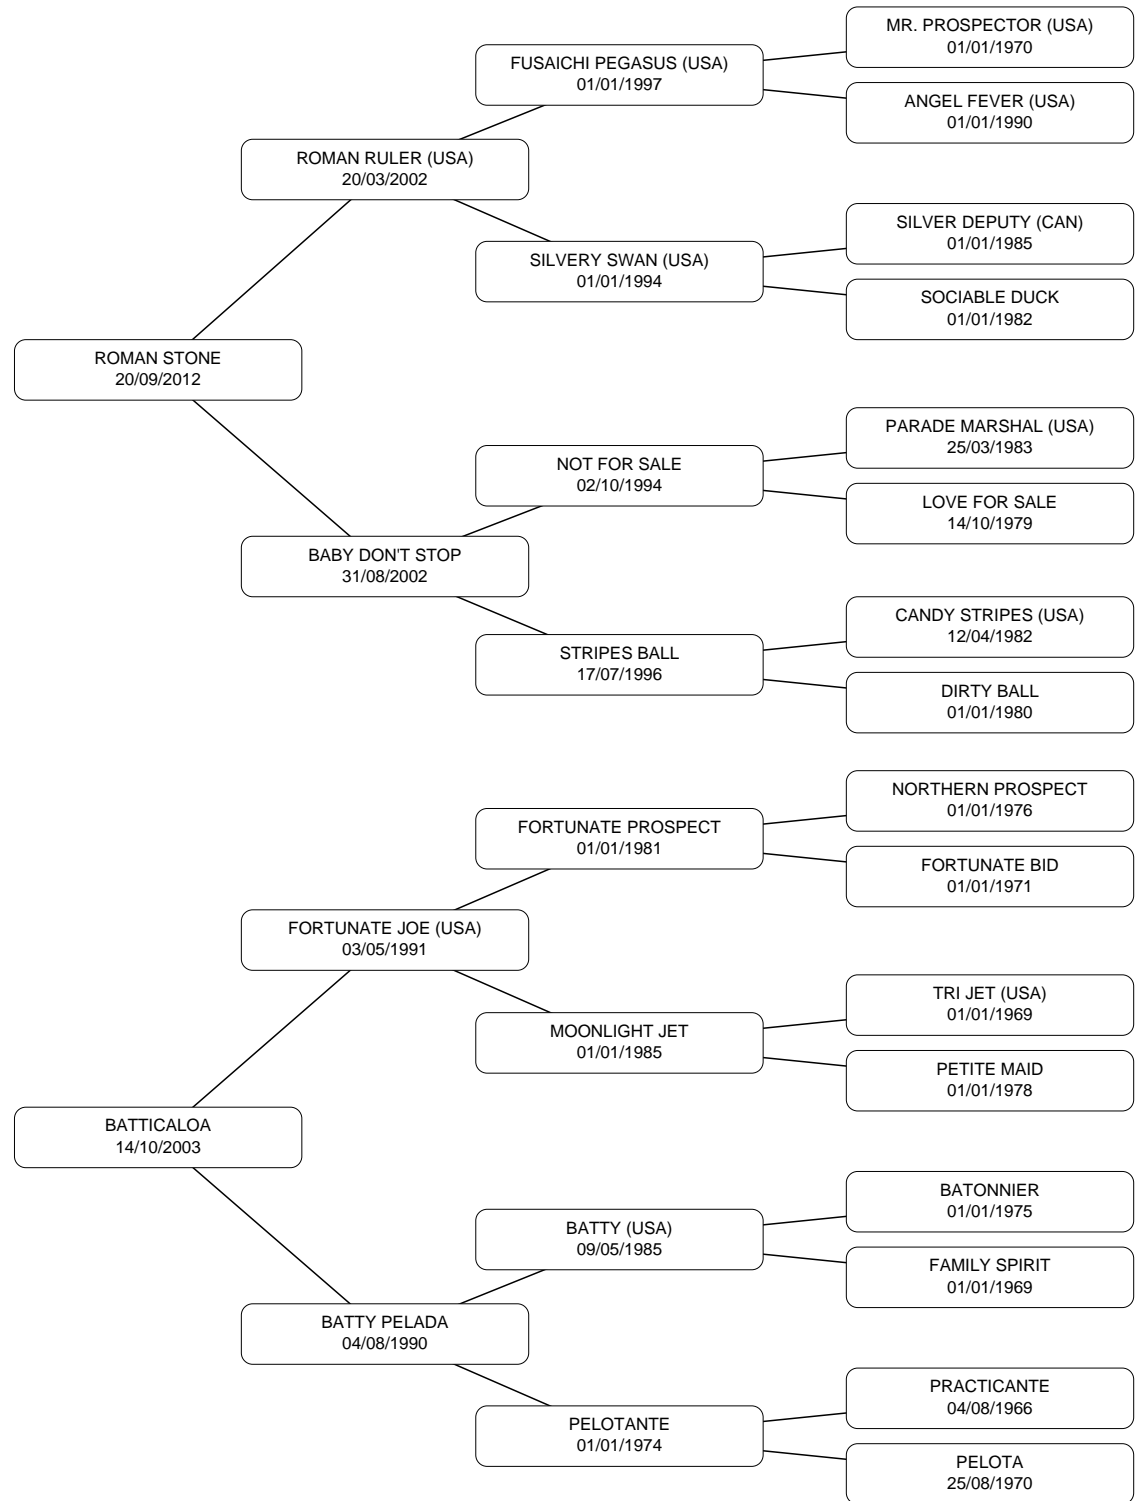 MR. PROSPECTOR (USA)
01/01/1970
FUSAICHI PEGASUS (USA)
01/01/1997
ANGEL FEVER (USA)
01/01/1990
ROMAN RULER (USA)
20/03/2002
SILVER DEPUTY (CAN)
01/01/1985
SILVERY SWAN (USA)
01/01/1994
SOCIABLE DUCK
01/01/1982
ROMAN STONE
20/09/2012
PARADE MARSHAL (USA)
25/03/1983
NOT FOR SALE
02/10/1994
LOVE FOR SALE
14/10/1979
BABY DON'T STOP
31/08/2002
CANDY STRIPES (USA)
12/04/1982
STRIPES BALL
17/07/1996
DIRTY BALL
01/01/1980
NORTHERN PROSPECT
01/01/1976
FORTUNATE PROSPECT
01/01/1981
FORTUNATE BID
01/01/1971
FORTUNATE JOE (USA)
03/05/1991
TRI JET (USA)
01/01/1969
MOONLIGHT JET
01/01/1985
PETITE MAID
01/01/1978
BATTICALOA
14/10/2003
BATONNIER
01/01/1975
BATTY (USA)
09/05/1985
FAMILY SPIRIT
01/01/1969
BATTY PELADA
04/08/1990
PRACTICANTE
04/08/1966
PELOTANTE
01/01/1974
PELOTA
25/08/1970